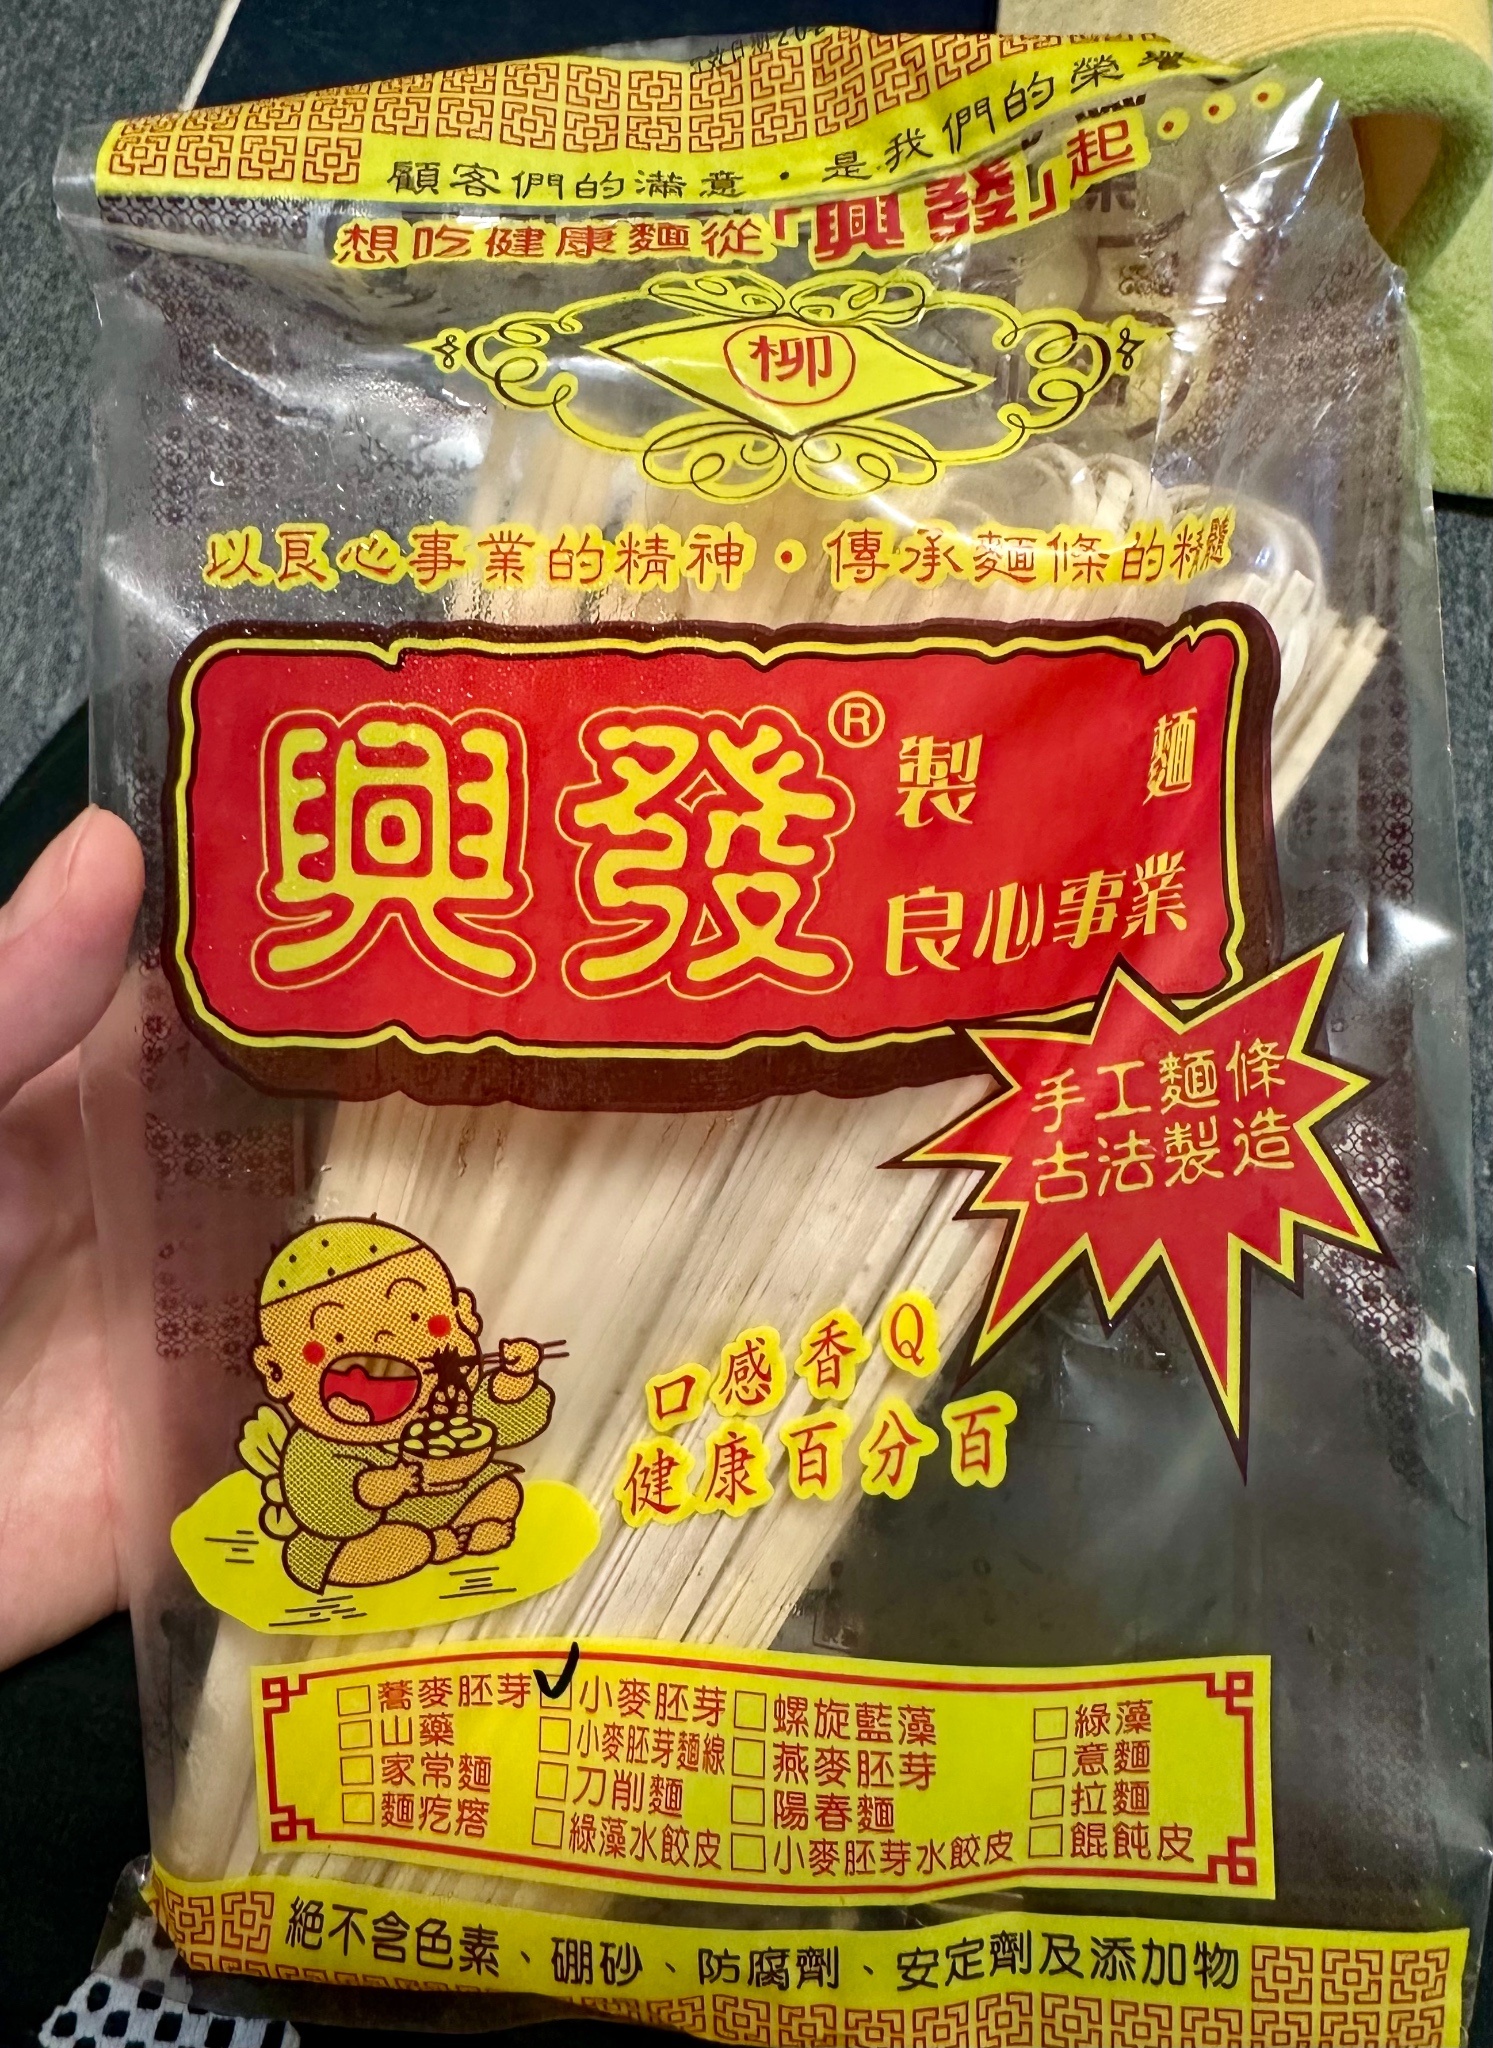 顧客們的滿意・是我們的榮譽
想吃健康麵從「興發」起・・・
柳
以良心事業的精神・傳承麵條的精髓
興發®製麵
良心事業
手工麵條
古法製造
口感香Q
健康百分百
□蕎麥胚芽 ✓□小麥胚芽 □螺旋藍藻 □綠藻
□山藥 □小麥胚芽麵線 □燕麥胚芽 □意麵
□家常麵 □刀削麵 □陽春麵 □拉麵
□麵疙瘩 □綠藻水餃皮 □小麥胚芽水餃皮 □餛飩皮
絕不含色素、硼砂、防腐劑、安定劑及添加物